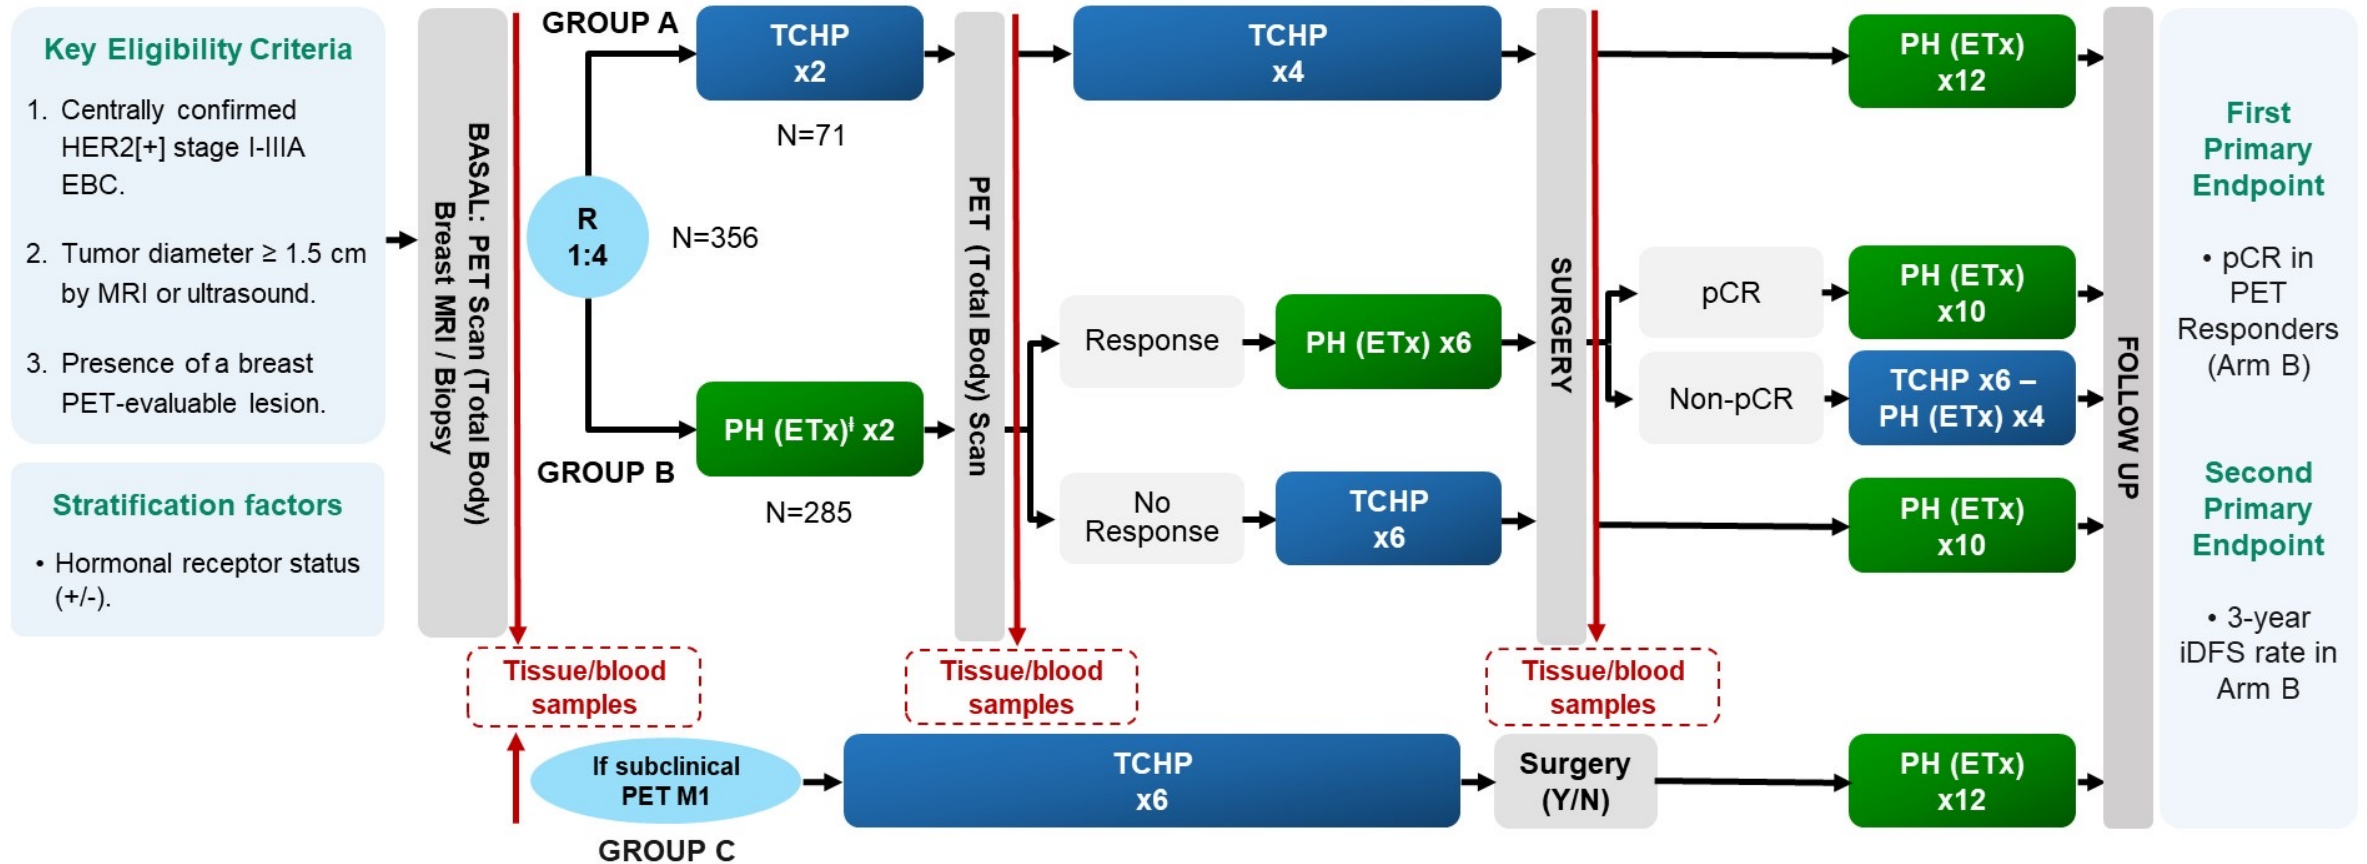 Key Eligibility Criteria
1. Centrally confirmed
HER2[+] stage I-IIIA
EBC.
2. Tumor diameter ≥ 1.5 cm
by MRI or ultrasound.
3. Presence of a breast
PET-evaluable lesion.
Stratification factors
• Hormonal receptor status
(+/-).
BASAL: PET Scan (Total Body)
Breast MRI / Biopsy
GROUP A
TCHP
x2
N=71
R
1:4
N=356
GROUP B
PH (ETx)ǂ x2
N=285
PET (Total Body) Scan
TCHP
x4
Response
PH (ETx) x6
No
Response
TCHP
x6
SURGERY
PH (ETx)
x12
pCR
PH (ETx)
x10
Non-pCR
TCHP x6 –
PH (ETx) x4
PH (ETx)
x10
FOLLOW UP
Tissue/blood
samples
Tissue/blood
samples
Tissue/blood
samples
If subclinical
PET M1
GROUP C
TCHP
x6
Surgery
(Y/N)
PH (ETx)
x12
First
Primary
Endpoint
• pCR in
PET
Responders
(Arm B)
Second
Primary
Endpoint
• 3-year
iDFS rate in
Arm B